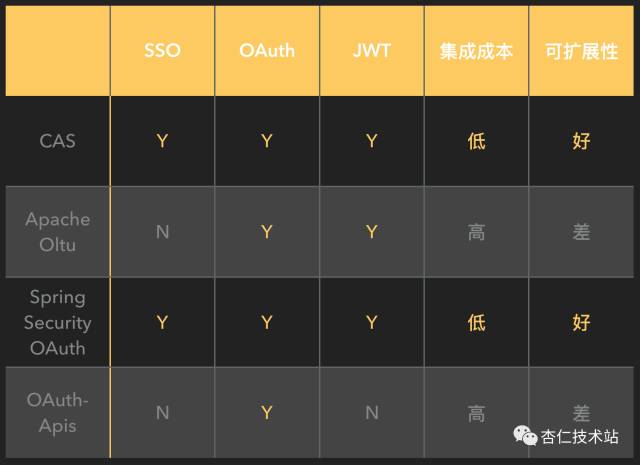 SSO OAuth JWT 集成成本 可扩展性
CAS Y Y Y 低 好
Apache
Oltu N Y Y 高 差
Spring
Security
OAuth Y Y Y 低 好
OAuth-
Apis N Y N 高 差
杏仁技术站